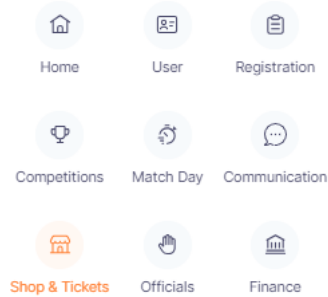 Home User Registration
Competitions Match Day Communication
Shop & Tickets Officials Finance